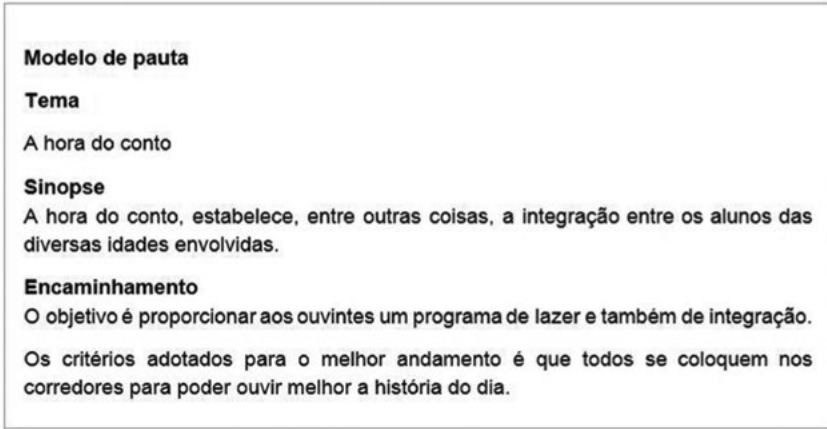 Modelo de pauta
Tema
A hora do conto
Sinopse
A hora do conto, estabelece, entre outras coisas, a integração entre os alunos das
diversas idades envolvidas.
Encaminhamento
O objetivo é proporcionar aos ouvintes um programa de lazer e também de integração.
Os critérios adotados para o melhor andamento é que todos se coloquem nos
corredores para poder ouvir melhor a história do dia.